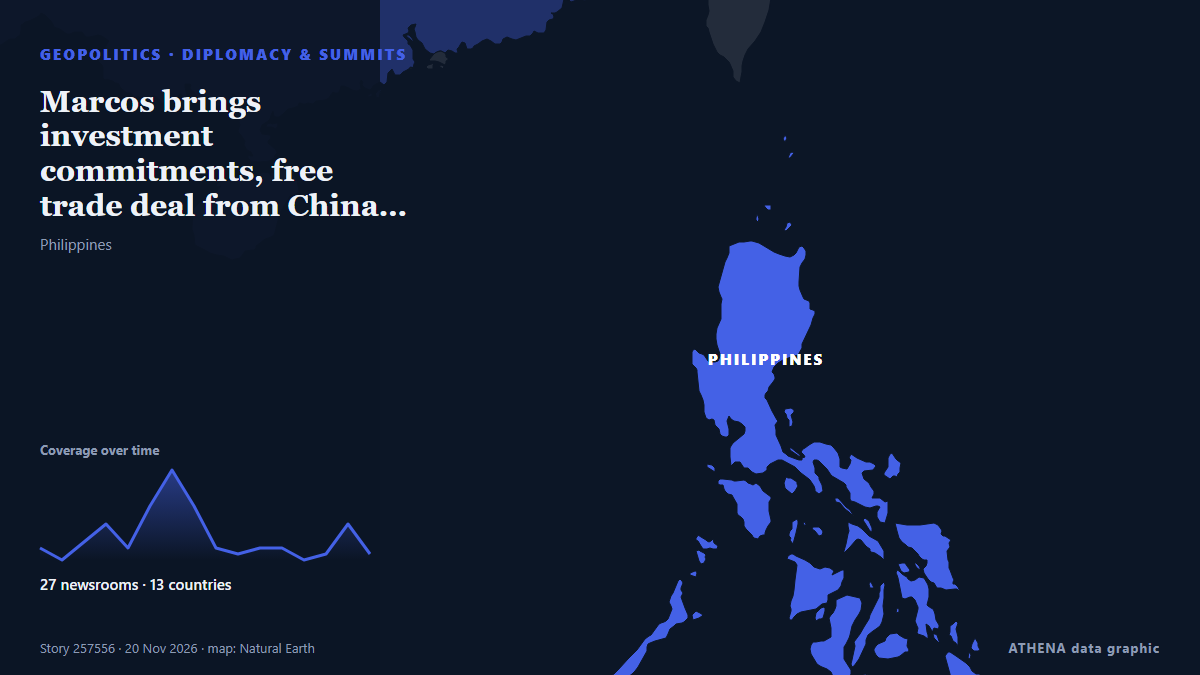 GEOPOLITICS · DIPLOMACY & SUMMITS
Marcos brings
investment
commitments, free
trade deal from China...
Philippines
PHILIPPINES
Coverage over time
27 newsrooms · 13 countries
Story 257556 · 20 Nov 2026 · map: Natural Earth
ATHENA data graphic